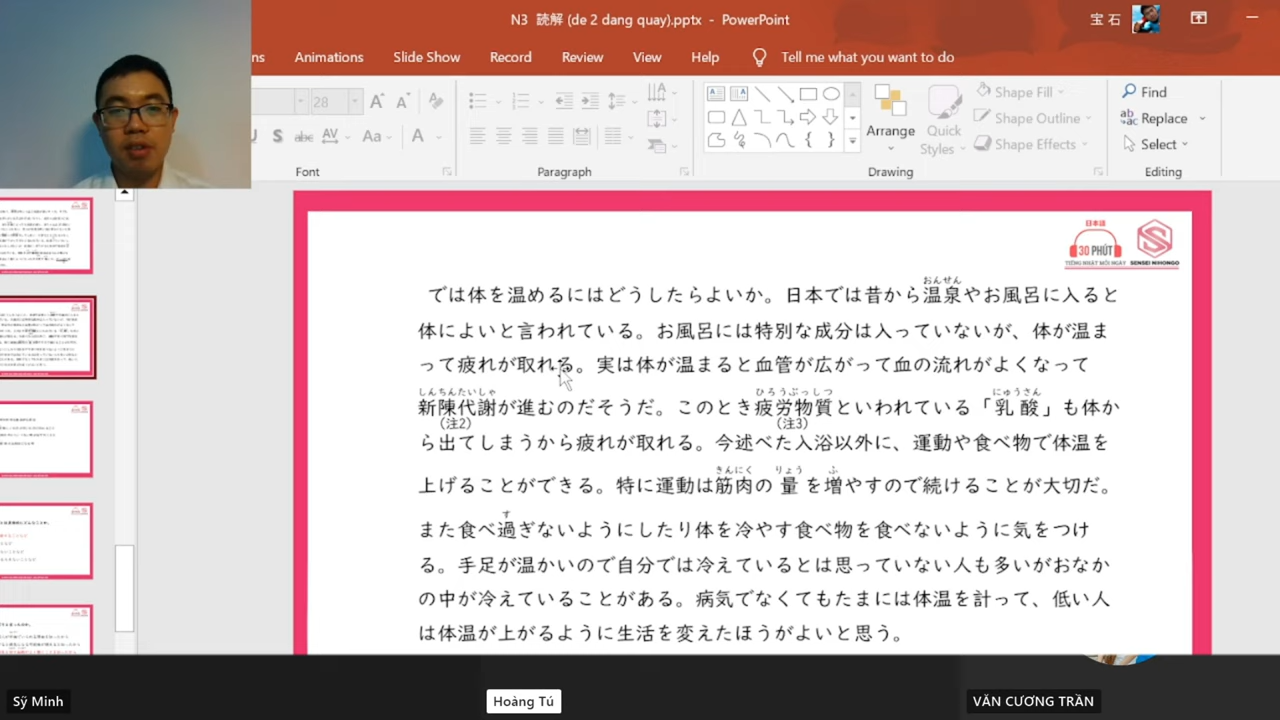 N3 読解 (de 2 dang quay).pptx - PowerPoint
宝 石
ns
Animations
Slide Show
Record
Review
View
Help
Tell me what you want to do
28
Aa
A
Font
Paragraph
Arrange
Quick
Styles
Shape Fill
Shape Outline
Shape Effects
Drawing
Find
Replace
Select
Editing
日本語
30 PHÚT
TIẾNG NHẬT MỖI NGÀY
SENSEI NIHONGO
おんせん
では体を温めるにはどうしたらよいか。日本では昔から温泉やお風呂に入ると
体によいと言われている。お風呂には特別な成分は入っていないが、体が温ま
って疲れが取れる。実は体が温まると血管が広がって血の流れがよくなって
しんちんたいしゃ ひろうぶっしつ にゅうさん
新陳代謝が進むのだそうだ。このとき疲労物質といわれている「乳酸」も体か
(注2) (注3)
ら出てしまうから疲れが取れる。今述べた入浴以外に、運動や食べ物で体温を
きんにく りょう ふ
上げることができる。特に運動は筋肉の量を増やすので続けることが大切だ。
す
また食べ過ぎないようにしたり体を冷やす食べ物を食べないように気をつけ
る。手足が温かいので自分では冷えているとは思っていない人も多いがおなか
の中が冷えていることがある。病気でなくてもたまには体温を計って、低い人
は体温が上がるように生活を変えたほうがよいと思う。
Sỹ Minh
Hoàng Tú
VĂN CƯƠNG TRẦN